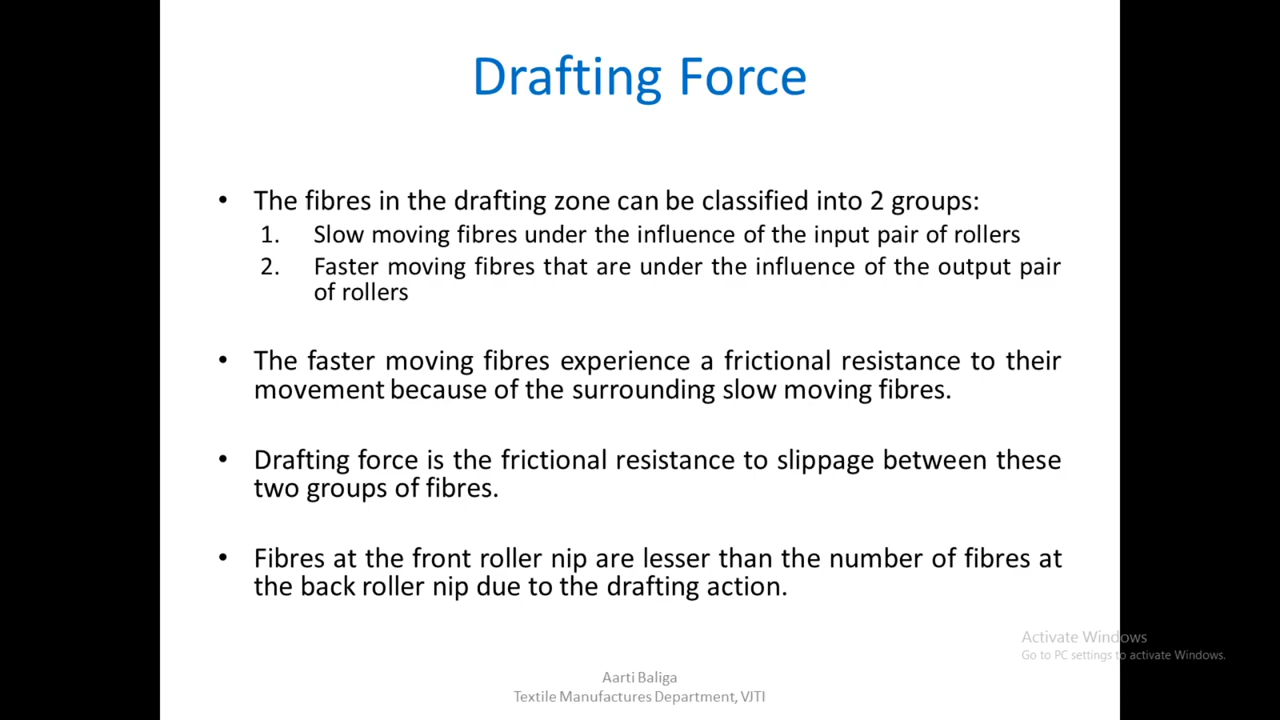 Drafting Force
• The fibres in the drafting zone can be classified into 2 groups:
1. Slow moving fibres under the influence of the input pair of rollers
2. Faster moving fibres that are under the influence of the output pair
of rollers
• The faster moving fibres experience a frictional resistance to their
movement because of the surrounding slow moving fibres.
• Drafting force is the frictional resistance to slippage between these
two groups of fibres.
• Fibres at the front roller nip are lesser than the number of fibres at
the back roller nip due to the drafting action.
Activate Windows
Go to PC settings to activate Windows.
Aarti Baliga
Textile Manufactures Department, VJTI